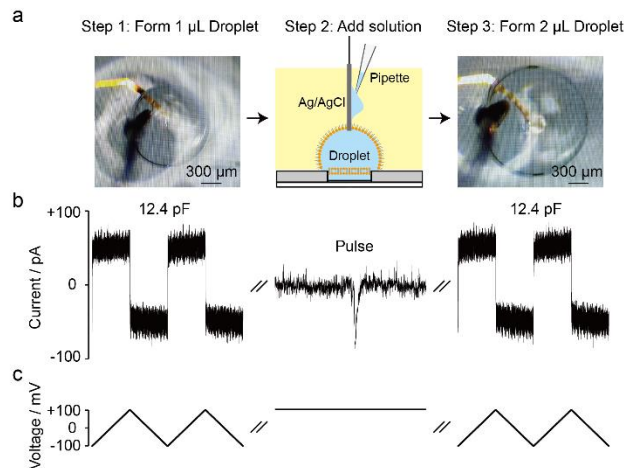 a
Step 1: Form 1 µL Droplet
Step 2: Add solution
Step 3: Form 2 µL Droplet
Pipette
Ag/AgCl
Droplet
300 µm
300 µm
b
+100
0
-100
Current / pA
12.4 pF
Pulse
12.4 pF
c
+100
0
-100
Voltage / mV